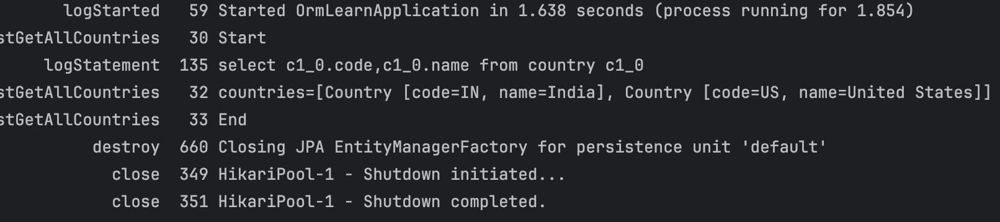 logStarted 59 Started OrmLearnApplication in 1.638 seconds (process running for 1.854)
stGetAllCountries 30 Start
logStatement 135 select c1_0.code,c1_0.name from country c1_0
stGetAllCountries 32 countries=[Country [code=IN, name=India], Country [code=US, name=United States]]
stGetAllCountries 33 End
destroy 660 Closing JPA EntityManagerFactory for persistence unit 'default'
close 349 HikariPool-1 - Shutdown initiated...
close 351 HikariPool-1 - Shutdown completed.